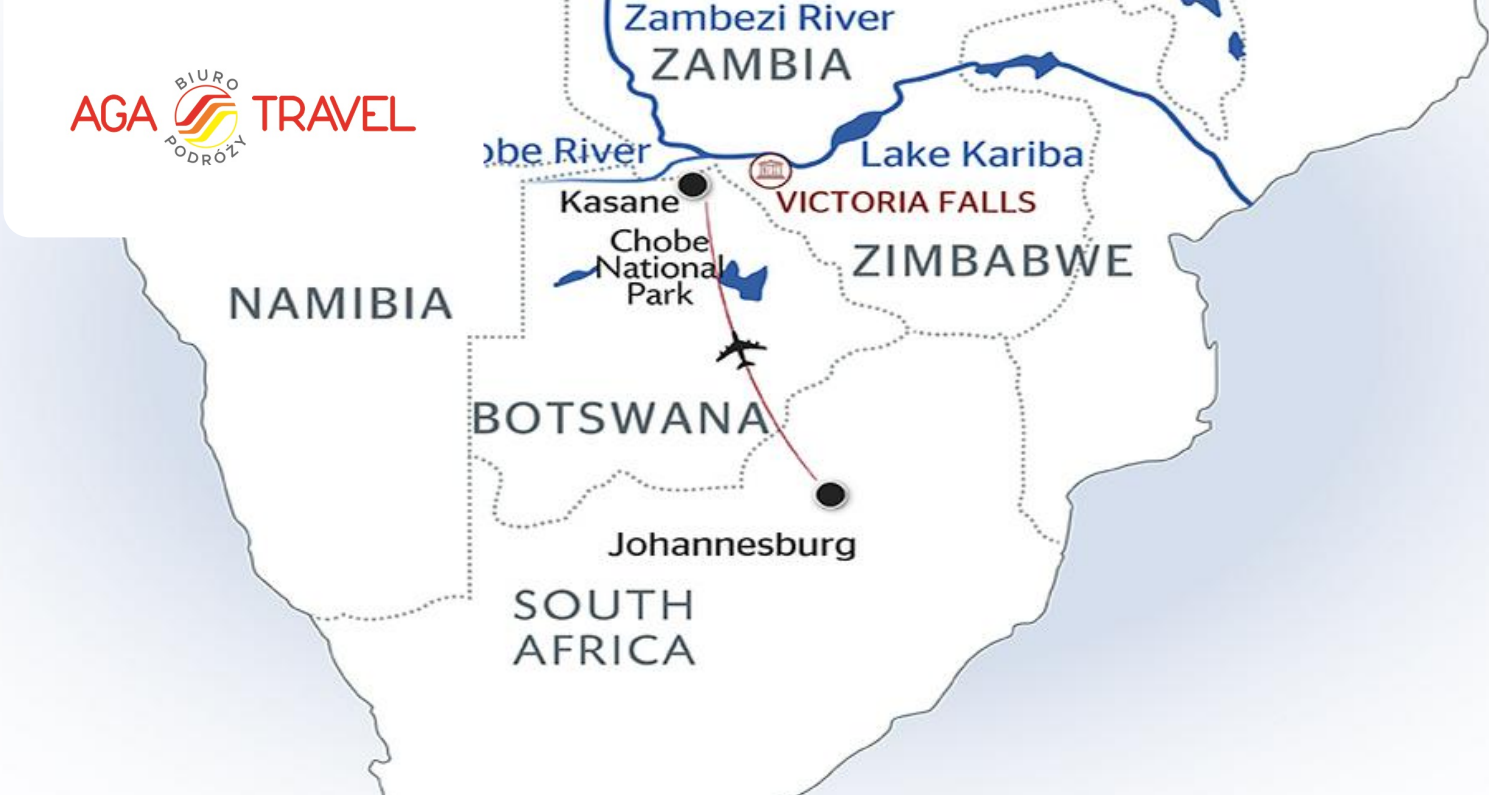 BIURO
AGA TRAVEL
PODRÓŻY
Zambezi River
ZAMBIA
obe River
Lake Kariba
Kasane
VICTORIA FALLS
Chobe
National
Park
ZIMBABWE
NAMIBIA
BOTSWANA
Johannesburg
SOUTH
AFRICA